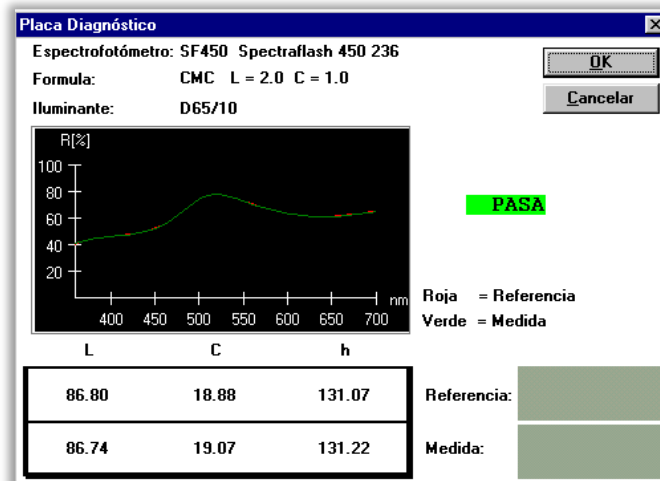 Placa Diagnóstico
Espectrofotómetro: SF450 Spectraflash 450 236
OK
Formula: CMC L = 2.0 C = 1.0
Cancelar
Iluminante: D65/10
R[%]
100
80
PASA
60
40
20
nm
400 450 500 550 600 650 700
Roja = Referencia
Verde = Medida
L C h
86.80 18.88 131.07 Referencia:
86.74 19.07 131.22 Medida: